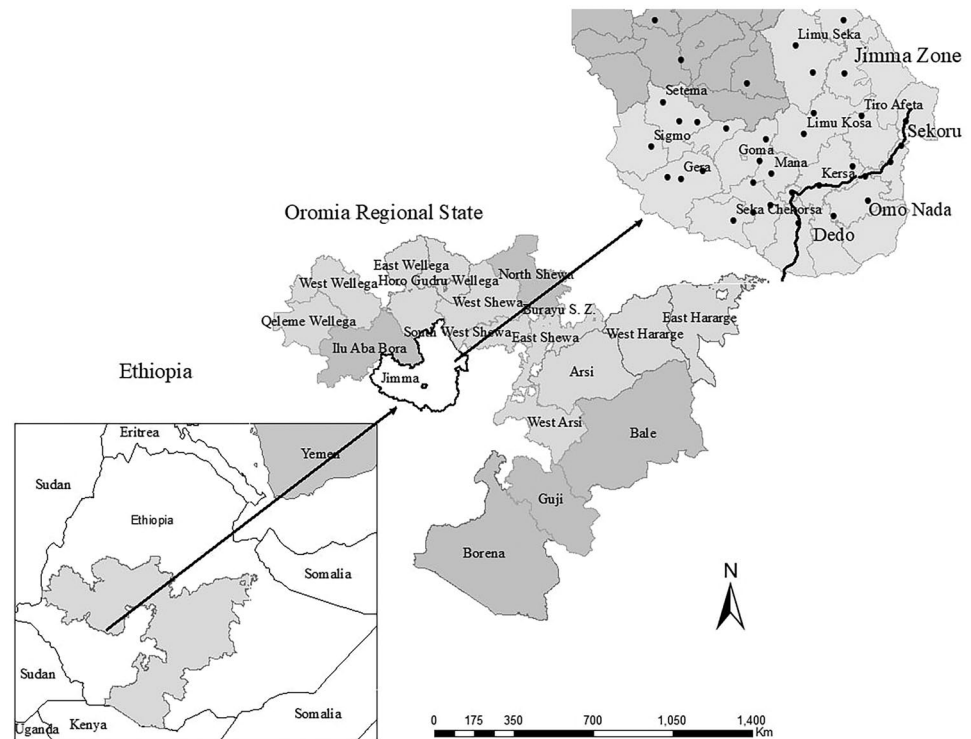 Limu Seka
Jimma Zone
Setema
Tiro Afeta
Limu Kosa
Sekoru
Sigmo
Goma
Mana
Gera
Kersa
Omo Nada
Seka Chekorsa
Dedo
Oromia Regional State
East Wellega
North Shewa
West Wellega
Horo Gudru Wellega
West Shewa
Burayu S. Z.
East Hararge
Qeleme Wellega
South West Shewa
East Shewa
West Hararge
Ilu Aba Bora
Ethiopia
Jimma
Arsi
West Arsi
Bale
Eritrea
Yemen
Sudan
Guji
Ethiopia
Borena
Somalia
N
Sudan
Somalia
Uganda
Kenya
0 175 350 700 1,050 1,400
Km